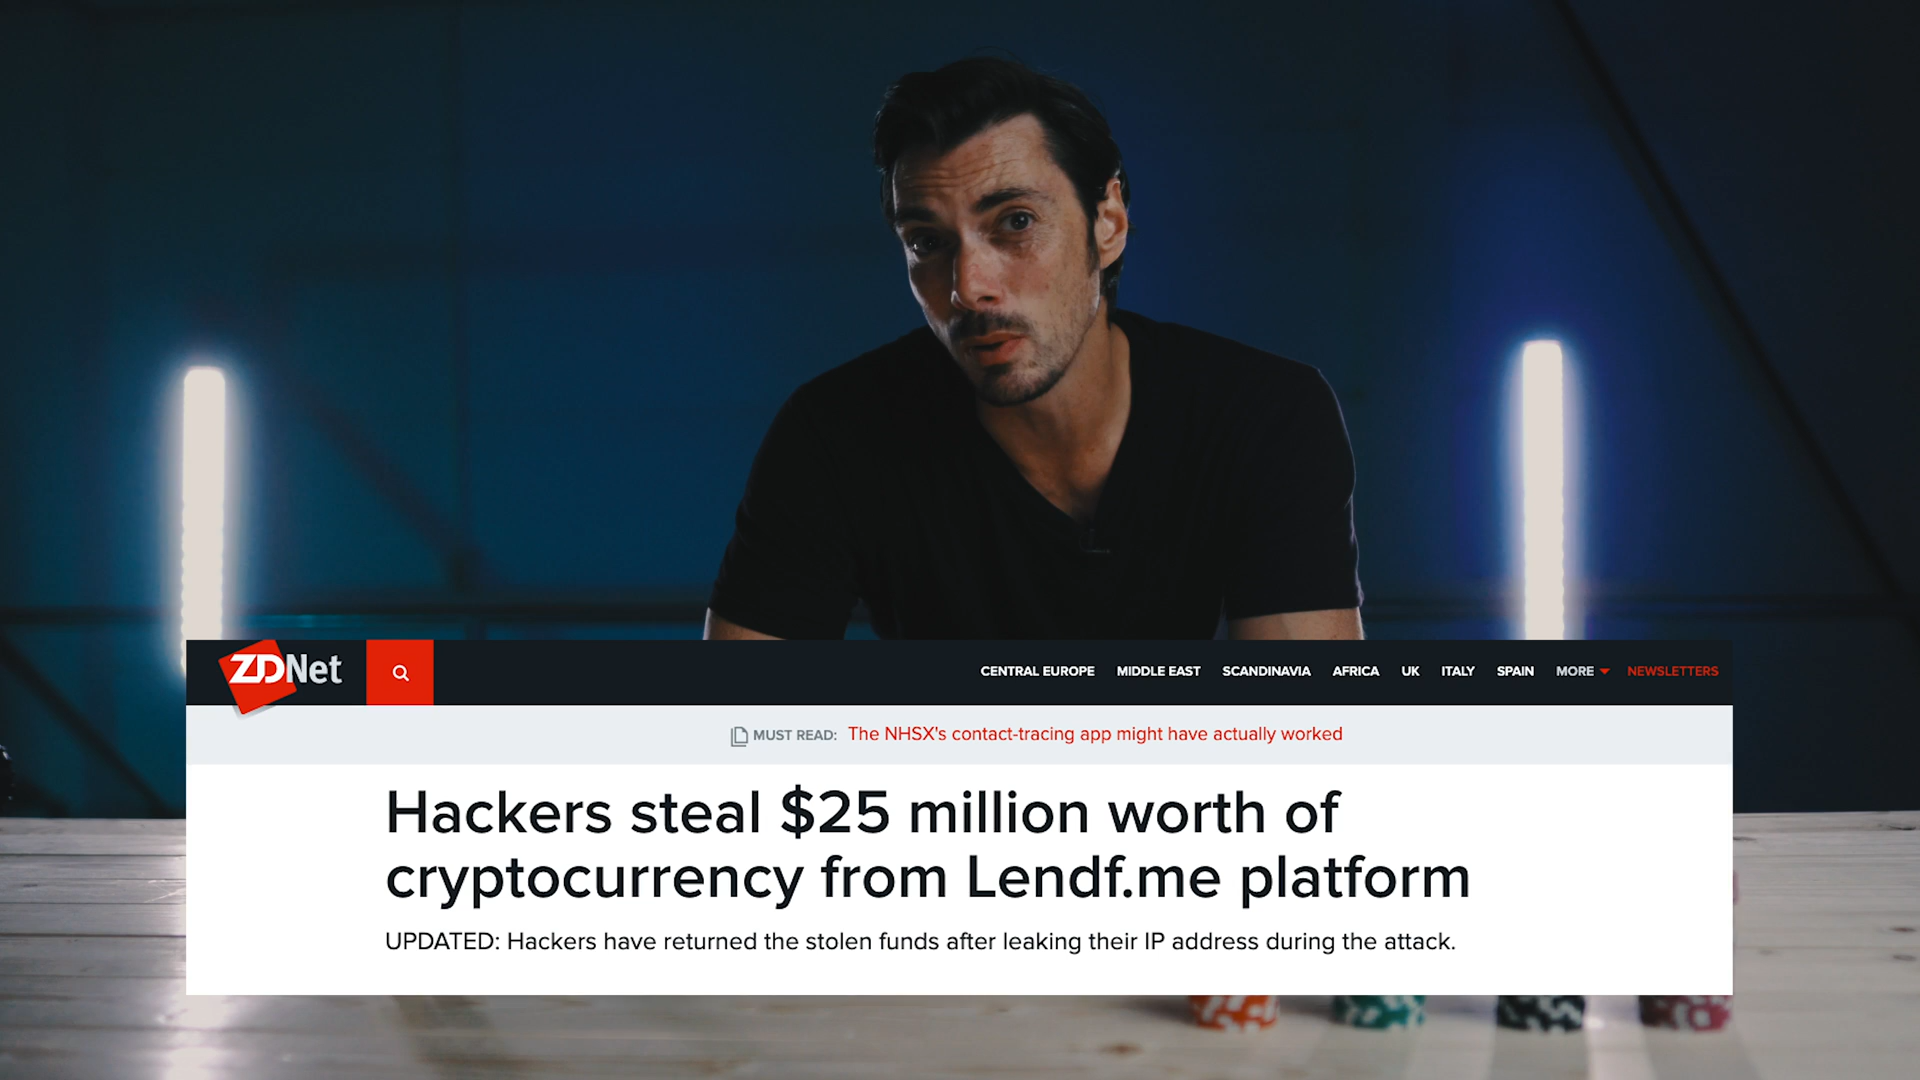 ZDNet
CENTRAL EUROPE MIDDLE EAST SCANDINAVIA AFRICA UK ITALY SPAIN MORE NEWSLETTERS
MUST READ: The NHSX's contact-tracing app might have actually worked
Hackers steal $25 million worth of
cryptocurrency from Lendf.me platform
UPDATED: Hackers have returned the stolen funds after leaking their IP address during the attack.